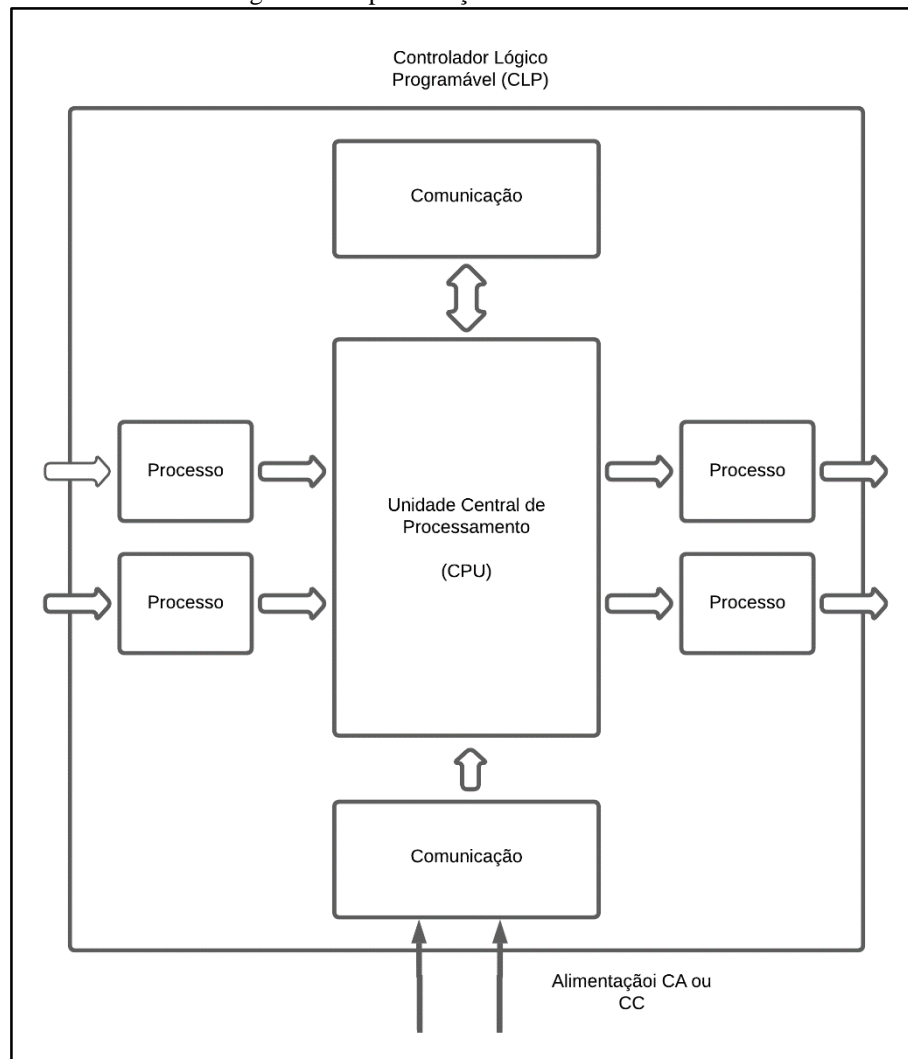 Controlador Lógico
Programável (CLP)
Comunicação
Processo
Unidade Central de
Processamento
(CPU)
Processo
Processo
Processo
Comunicação
Alimentaçãoi CA ou
CC